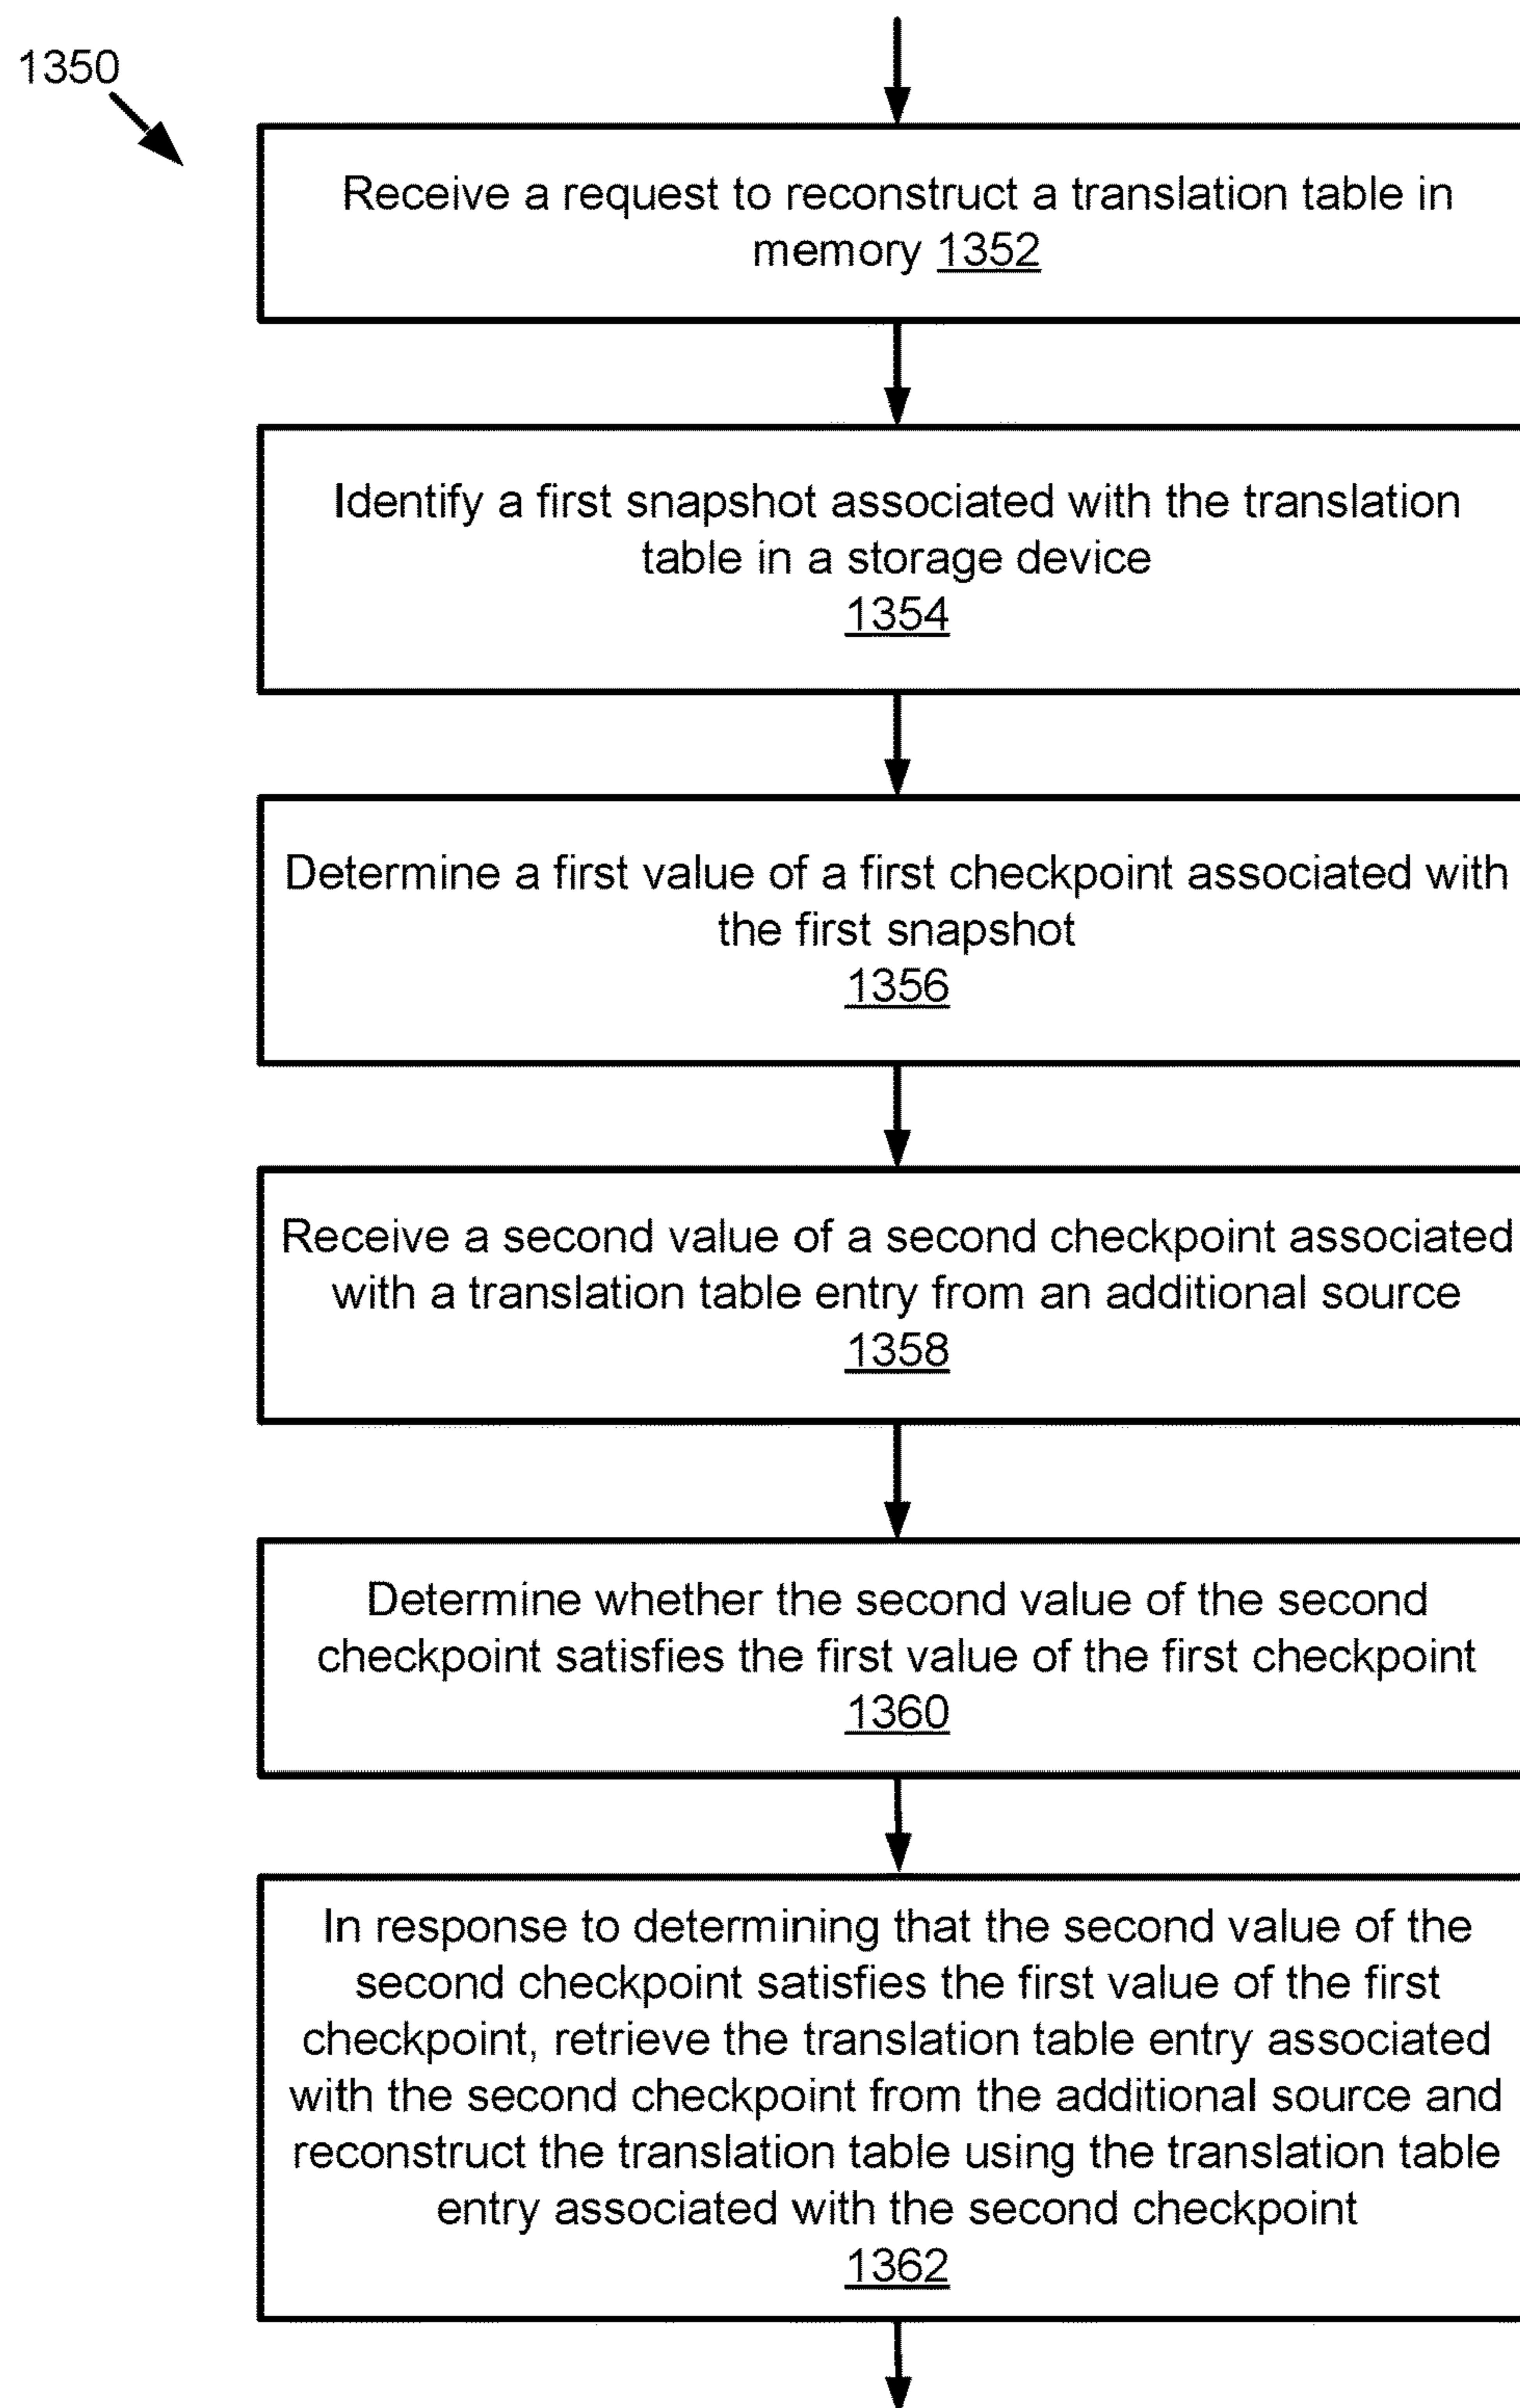 1350
Receive a request to reconstruct a translation table in
memory 1352
Identify a first snapshot associated with the translation
table in a storage device
1354
Determine a first value of a first checkpoint associated with
the first snapshot
1356
Receive a second value of a second checkpoint associated
with a translation table entry from an additional source
1358
Determine whether the second value of the second
checkpoint satisfies the first value of the first checkpoint
1360
In response to determining that the second value of the
second checkpoint satisfies the first value of the first
checkpoint, retrieve the translation table entry associated
with the second checkpoint from the additional source and
reconstruct the translation table using the translation table
entry associated with the second checkpoint
1362